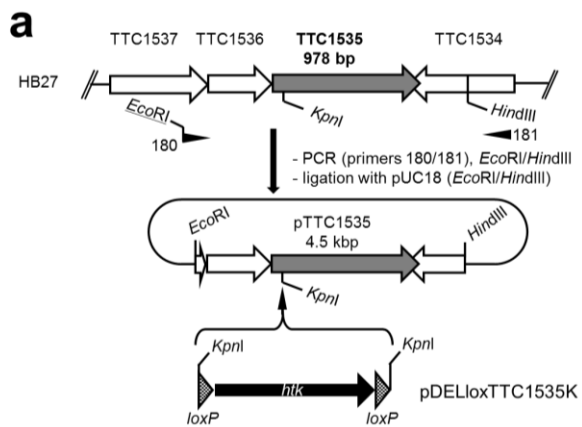 a
TTC1537 TTC1536 TTC1535 TTC1534
978 bp
HB27
EcoRI KpnI HindIII
180 181
- PCR (primers 180/181), EcoRI/HindIII
- ligation with pUC18 (EcoRI/HindIII)
EcoRI pTTC1535 HindIII
4.5 kbp
KpnI
KpnI KpnI
htk pDELloxTTC1535K
loxP loxP